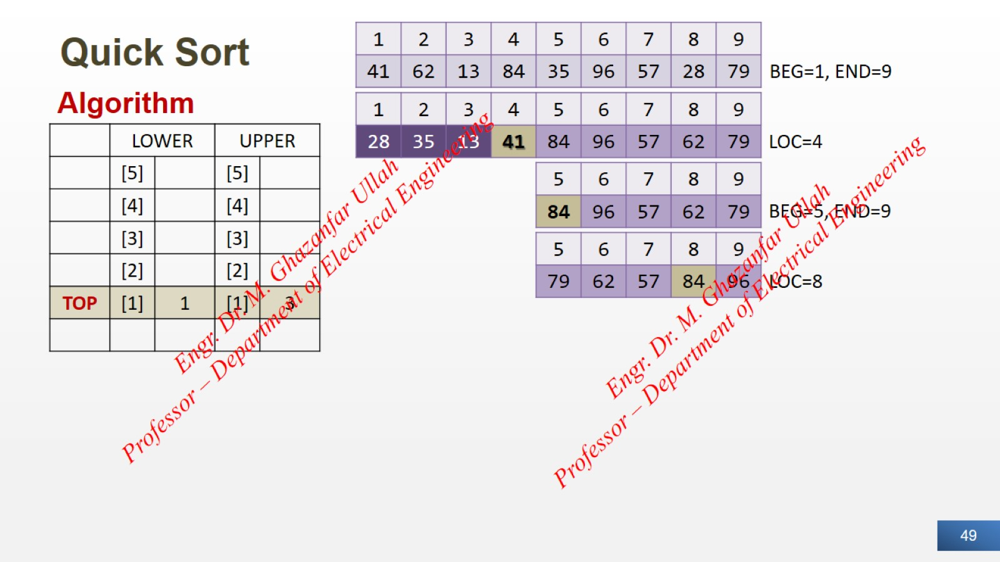 Quick Sort
Algorithm
LOWER UPPER
[5] [5]
[4] [4]
[3] [3]
[2] [2]
TOP [1] 1 [1] 3
1 2 3 4 5 6 7 8 9
41 62 13 84 35 96 57 28 79 BEG=1, END=9
1 2 3 4 5 6 7 8 9
28 35 13 41 84 96 57 62 79 LOC=4
5 6 7 8 9
84 96 57 62 79 BEG=5, END=9
5 6 7 8 9
79 62 57 84 96 LOC=8
Engr. Dr. M. Ghazanfar Ullah
Professor – Department of Electrical Engineering
Engr. Dr. M. Ghazanfar Ullah
Professor – Department of Electrical Engineering
49